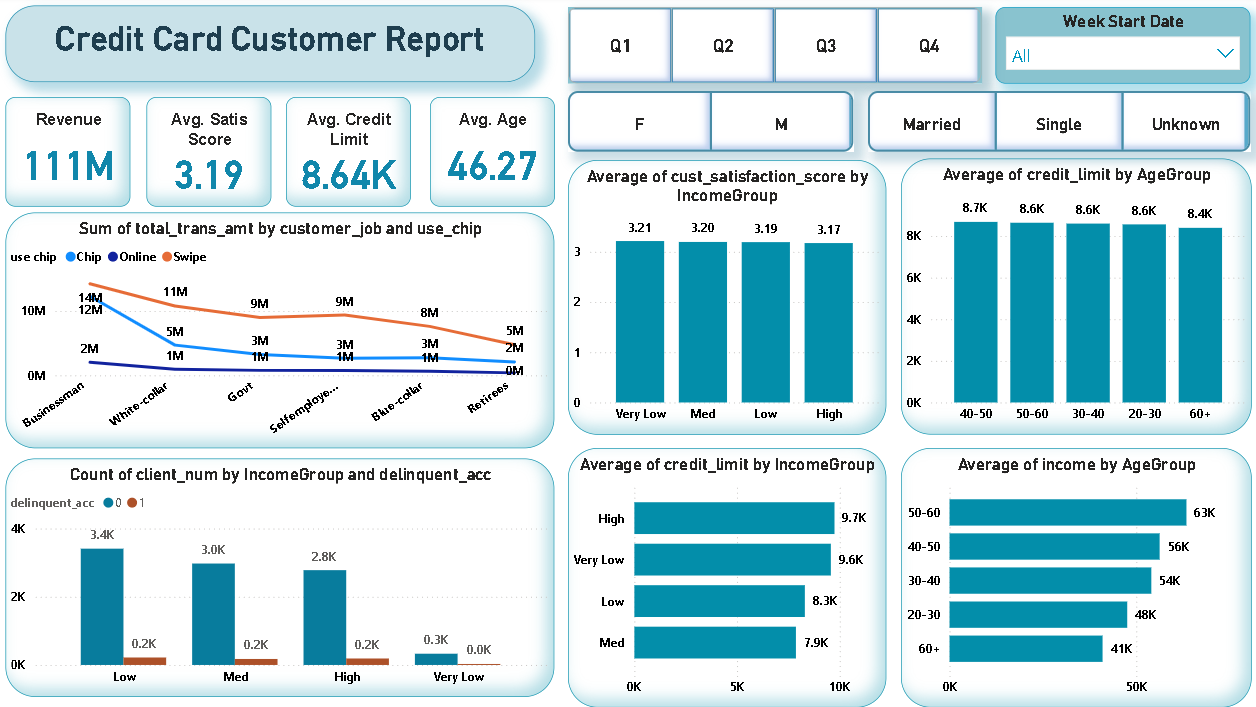 Credit Card Customer Report
Q1
Q2
Q3
Q4
Week Start Date
All
F
M
Married
Single
Unknown
Revenue
111M
Avg. Satis
Score
3.19
Avg. Credit
Limit
8.64K
Avg. Age
46.27
Sum of total_trans_amt by customer_job and use_chip
use chip
Chip
Online
Swipe
10M
0M
14M
12M
2M
11M
5M
1M
9M
3M
1M
9M
3M
1M
8M
3M
1M
5M
2M
0M
Businessman
White-collar
Govt
Selfemploye...
Blue-collar
Retirees
Average of cust_satisfaction_score by
IncomeGroup
3
2
1
0
3.21
3.20
3.19
3.17
Very Low
Med
Low
High
Average of credit_limit by AgeGroup
8K
6K
4K
2K
0K
8.7K
8.6K
8.6K
8.6K
8.4K
40-50
50-60
30-40
20-30
60+
Count of client_num by IncomeGroup and delinquent_acc
delinquent_acc
0
1
4K
2K
0K
3.4K
0.2K
3.0K
0.2K
2.8K
0.2K
0.3K
0.0K
Low
Med
High
Very Low
Average of credit_limit by IncomeGroup
High
9.7K
Very Low
9.6K
Low
8.3K
Med
7.9K
0K
5K
10K
Average of income by AgeGroup
50-60
63K
40-50
56K
30-40
54K
20-30
48K
60+
41K
0K
50K